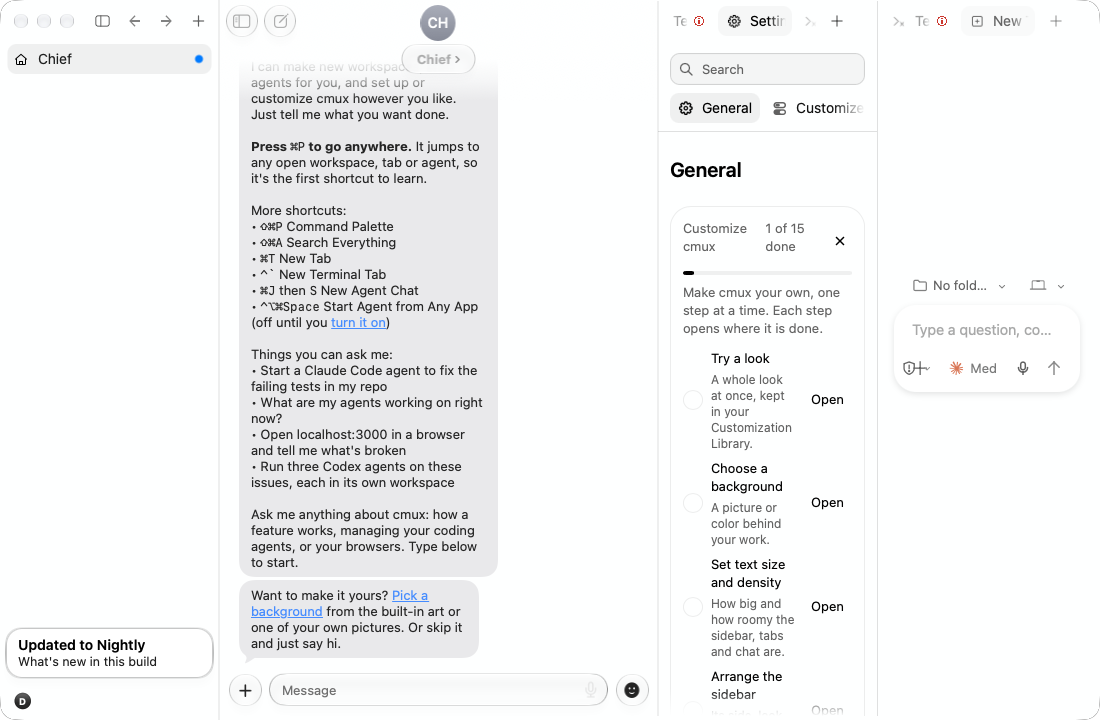 Chief
Updated to Nightly
What's new in this build
D
CH
Chief ›
I can make new workspac
agents for you, and set up or
customize cmux however you like.
Just tell me what you want done.
Press ⌘P to go anywhere. It jumps to
any open workspace, tab or agent, so
it's the first shortcut to learn.
More shortcuts:
• ⇧⌘P Command Palette
• ⇧⌘A Search Everything
• ⌘T New Tab
• ^` New Terminal Tab
• ⌘J then S New Agent Chat
• ^⌥⌘Space Start Agent from Any App
(off until you turn it on)
Things you can ask me:
• Start a Claude Code agent to fix the
failing tests in my repo
• What are my agents working on right
now?
• Open localhost:3000 in a browser
and tell me what's broken
• Run three Codex agents on these
issues, each in its own workspace
Ask me anything about cmux: how a
feature works, managing your coding
agents, or your browsers. Type below
to start.
Want to make it yours? Pick a
background from the built-in art or
one of your own pictures. Or skip it
and just say hi.
Message
Te
Settin
Search
General
Customize
General
Customize
cmux
1 of 15
done
Make cmux your own, one
step at a time. Each step
opens where it is done.
Try a look
A whole look
at once, kept
in your
Customization
Library.
Open
Choose a
background
A picture or
color behind
your work.
Open
Set text size
and density
How big and
how roomy the
sidebar, tabs
and chat are.
Open
Arrange the
sidebar
Open
Te
New
No fold...
Type a question, co...
Med